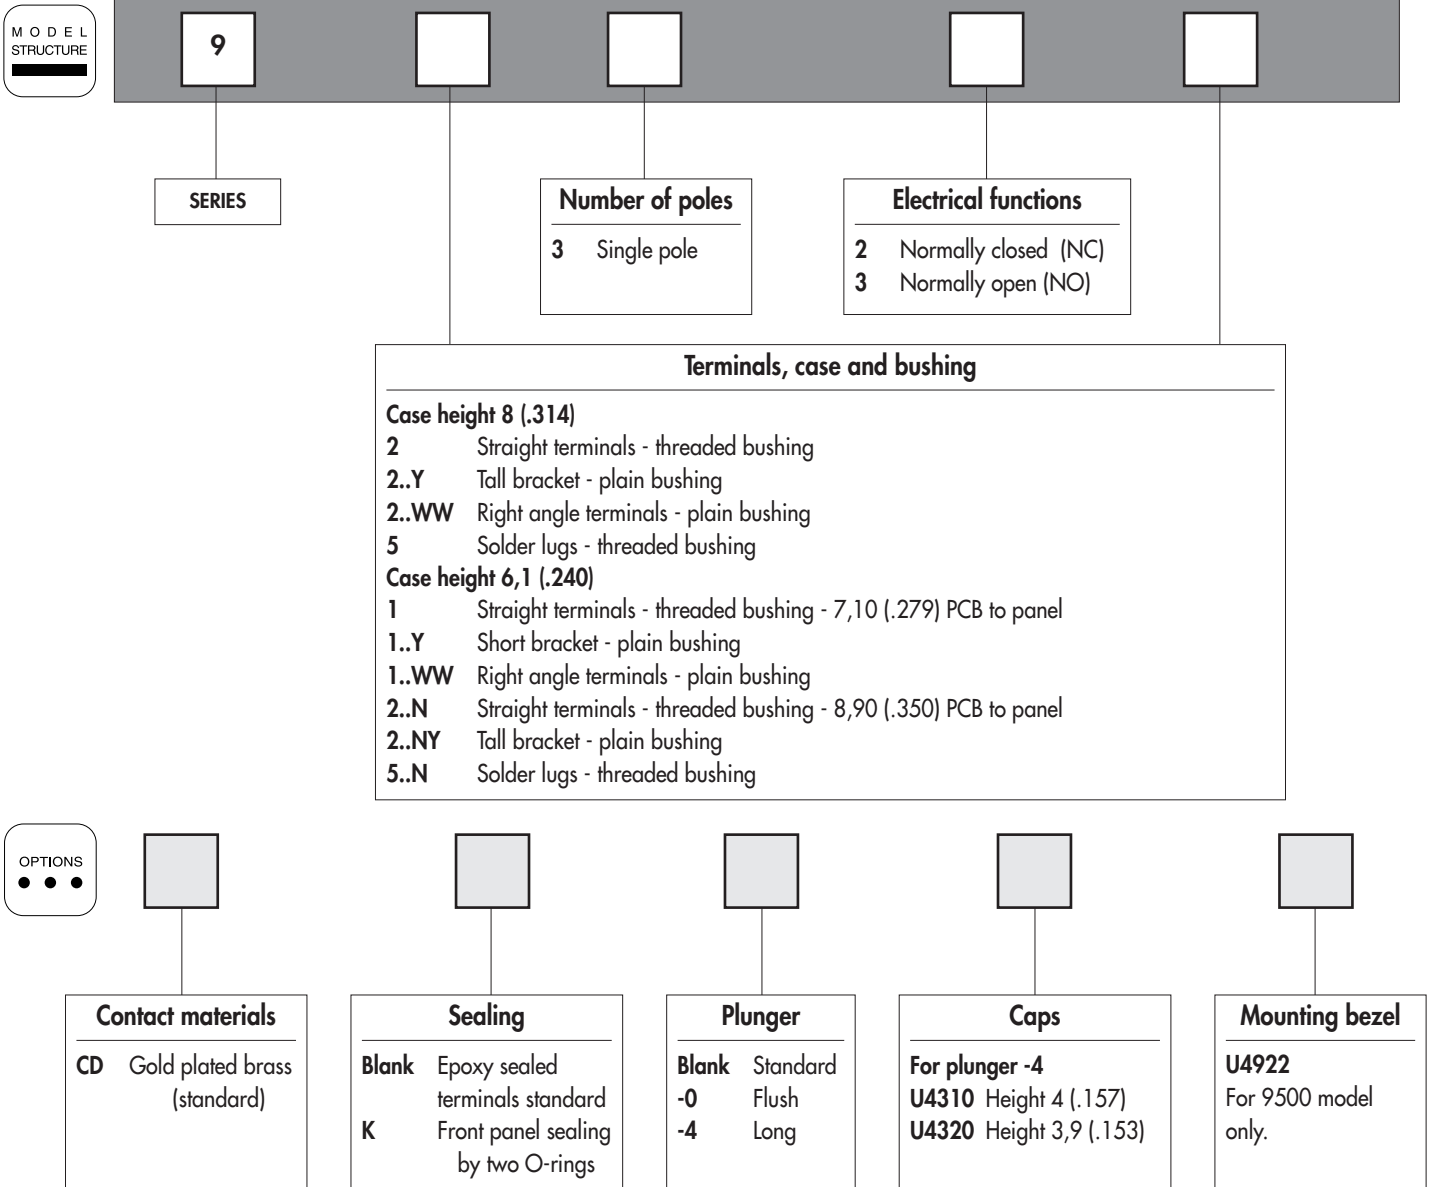 MODEL
STRUCTURE
9
SERIES
Number of poles
3 Single pole
Electrical functions
2 Normally closed (NC)
3 Normally open (NO)
Terminals, case and bushing
Case height 8 (.314)
2 Straight terminals - threaded bushing
2..Y Tall bracket - plain bushing
2..WW Right angle terminals - plain bushing
5 Solder lugs - threaded bushing
Case height 6,1 (.240)
1 Straight terminals - threaded bushing - 7,10 (.279) PCB to panel
1..Y Short bracket - plain bushing
1..WW Right angle terminals - plain bushing
2..N Straight terminals - threaded bushing - 8,90 (.350) PCB to panel
2..NY Tall bracket - plain bushing
5..N Solder lugs - threaded bushing
OPTIONS
Contact materials
CD Gold plated brass
(standard)
Sealing
Blank Epoxy sealed
terminals standard
K Front panel sealing
by two O-rings
Plunger
Blank Standard
-0 Flush
-4 Long
Caps
For plunger -4
U4310 Height 4 (.157)
U4320 Height 3,9 (.153)
Mounting bezel
U4922
For 9500 model
only.